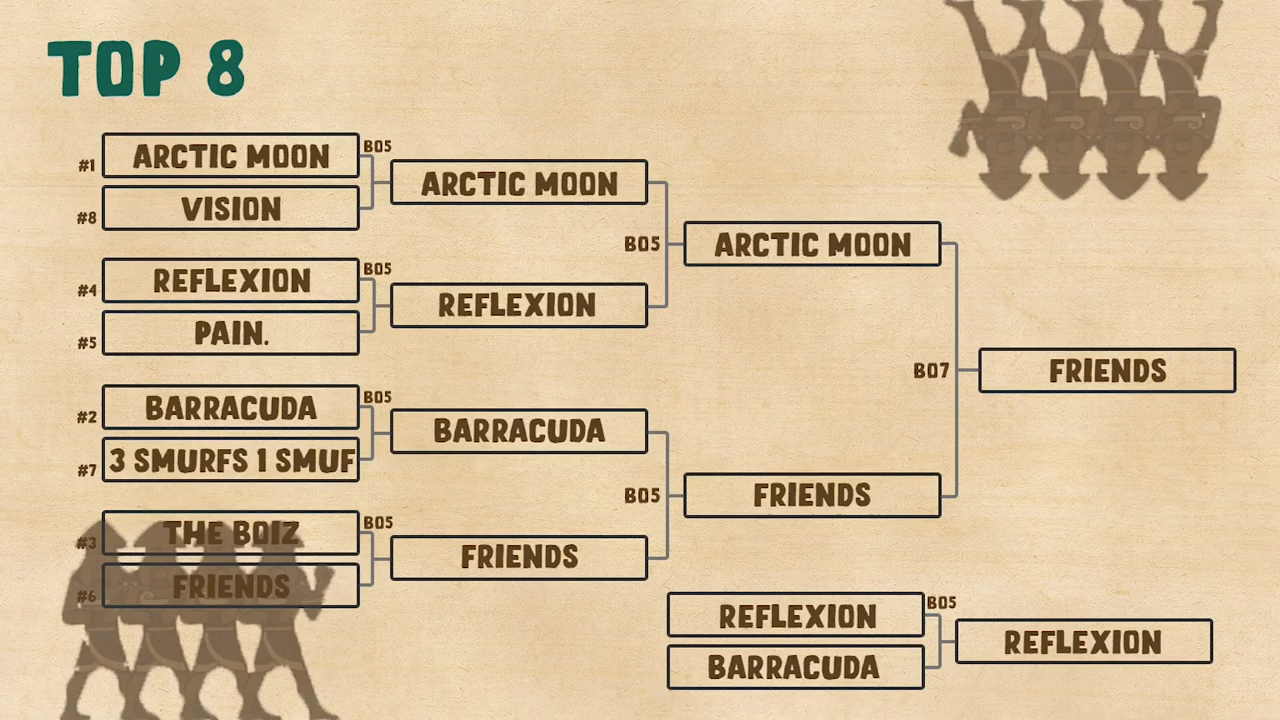 TOP 8
#1 ARCTIC MOON
BO5
#8 VISION
ARCTIC MOON
#4 REFLEXION
BO5
#5 PAIN.
REFLEXION
BO5
ARCTIC MOON
#2 BARRACUDA
BO5
#7 3 SMURFS 1 SMUF
BARRACUDA
#3 THE BOIZ
BO5
#6 FRIENDS
FRIENDS
BO5
FRIENDS
BO7
FRIENDS
REFLEXION
BO5
BARRACUDA
REFLEXION